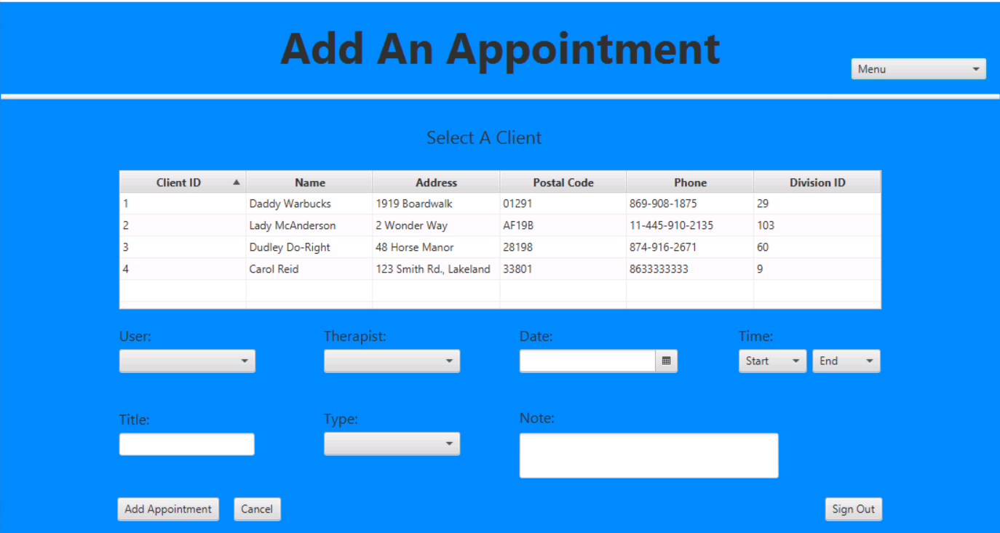 Add An Appointment
Menu
Select A Client
Client ID Name Address Postal Code Phone Division ID
1 Daddy Warbucks 1919 Boardwalk 01291 869-908-1875 29
2 Lady McAnderson 2 Wonder Way AF19B 11-445-910-2135 103
3 Dudley Do-Right 48 Horse Manor 28198 874-916-2671 60
4 Carol Reid 123 Smith Rd., Lakeland 33801 8633333333 9
User: Therapist: Date: Time:
Start End
Title: Type: Note:
Add Appointment Cancel Sign Out